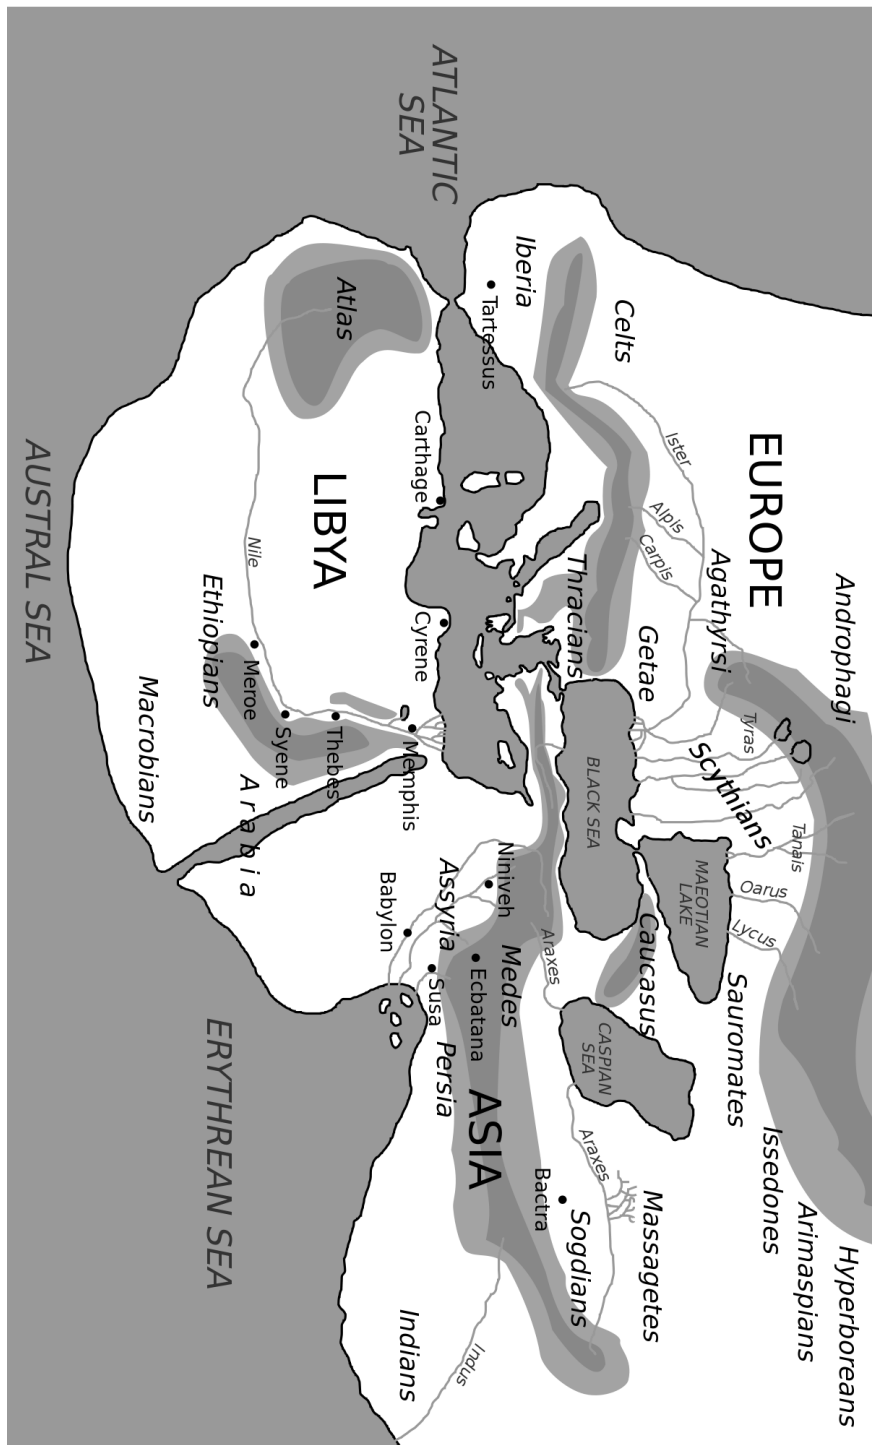 Androphagi
Hyperboreans
Arimaspians
Tanais
EUROPE
Issedones
Oarus
Tyras
Lycus
Sauromates
Scythians
Agathyrsi
MAEOTIAN
LAKE
Ister
Alpis
Carpis
Getae
Caucasus
Massagetes
Celts
BLACK SEA
CASPIAN
SEA
Araxes
Thracians
Sogdians
Araxes
Bactra
Iberia
Niniveh
Medes
Tartessus
ASIA
Ecbatana
Indus
ATLANTIC
SEA
Assyria
Persia
Susa
Carthage
Cyrene
Memphis
Indians
Babylon
Atlas
LIBYA
Thebes
Syene
Nile
Meroe
Arabia
ERYTHREAN SEA
Ethiopians
Macrobians
AUSTRAL SEA